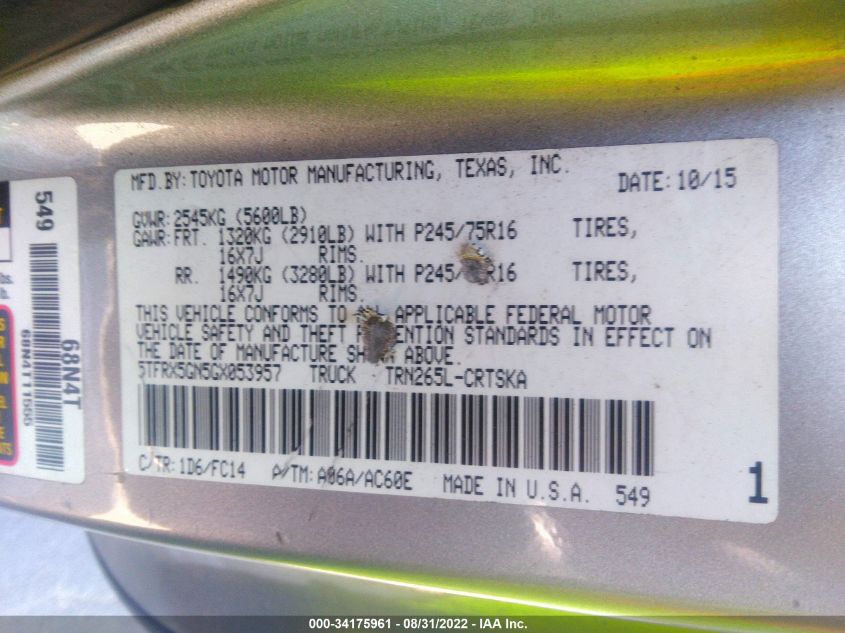 MFD. BY: TOYOTA MOTOR MANUFACTURING, TEXAS, INC. DATE: 10/15
GVWR: 2545KG (5600LB)
GAWR: FRT. 1320KG (2910LB) WITH P245/75R16 TIRES,
16X7J RIMS.
RR. 1490KG (3280LB) WITH P245/ R16 TIRES,
16X7J RIMS.
THIS VEHICLE CONFORMS TO APPLICABLE FEDERAL MOTOR
VEHICLE SAFETY AND THEFT STANDARDS IN EFFECT ON
THE DATE OF MANUFACTURE ABOVE.
5TFRX5GN5GX053957 TRUCK TRN265L-CRTSKA
C/TR: 1D6/FC14 A/TM: A06A/AC60E MADE IN U.S.A. 549
1
549
68N4T
68N4T11555
000-34175961 - 08/31/2022 - IAA Inc.